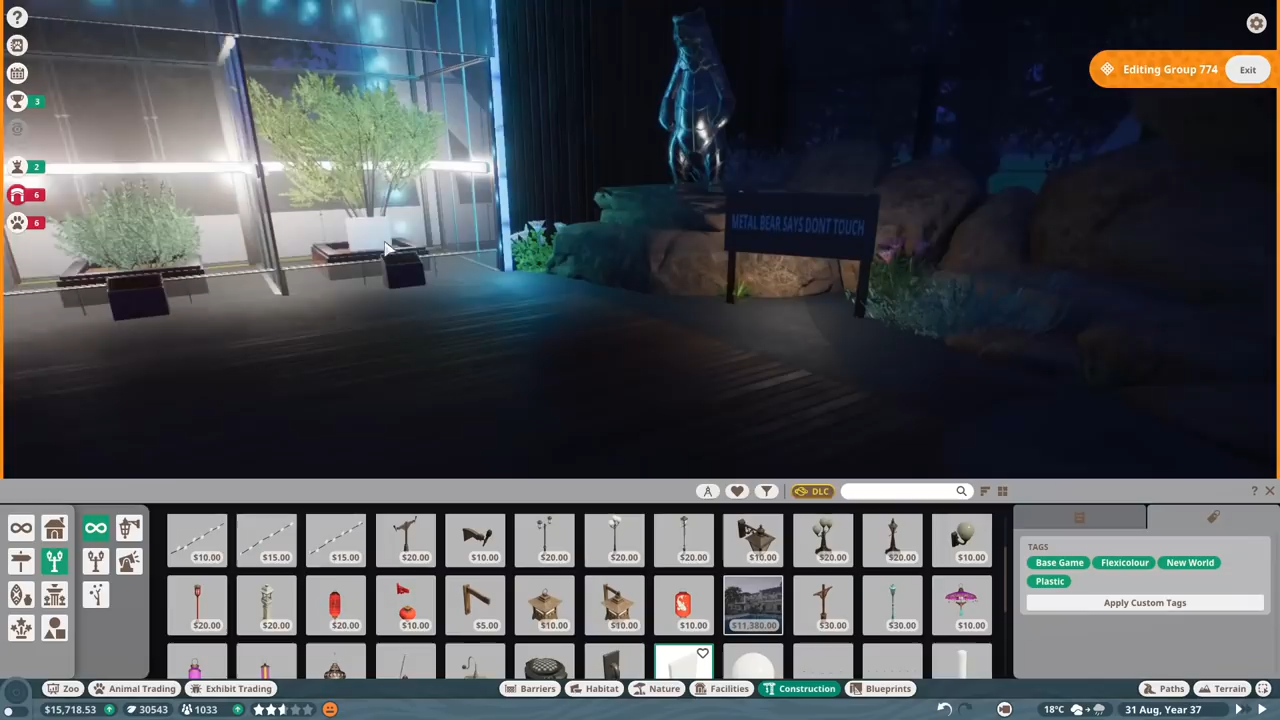 Editing Group 774 Exit
3
2
6
6
METAL BEAR SAYS DONT TOUCH
DLC
?
$10.00 $15.00 $15.00 $20.00 $10.00 $20.00 $20.00 $20.00 $10.00 $20.00 $20.00 $10.00
$20.00 $20.00 $20.00 $10.00 $5.00 $10.00 $10.00 $10.00 $11,380.00 $30.00 $30.00 $10.00
TAGS
Base Game Flexicolour New World
Plastic
Apply Custom Tags
Zoo Animal Trading Exhibit Trading Barriers Habitat Nature Facilities Construction Blueprints Paths Terrain
$15,718.53 30543 1033 18°C 31 Aug, Year 37